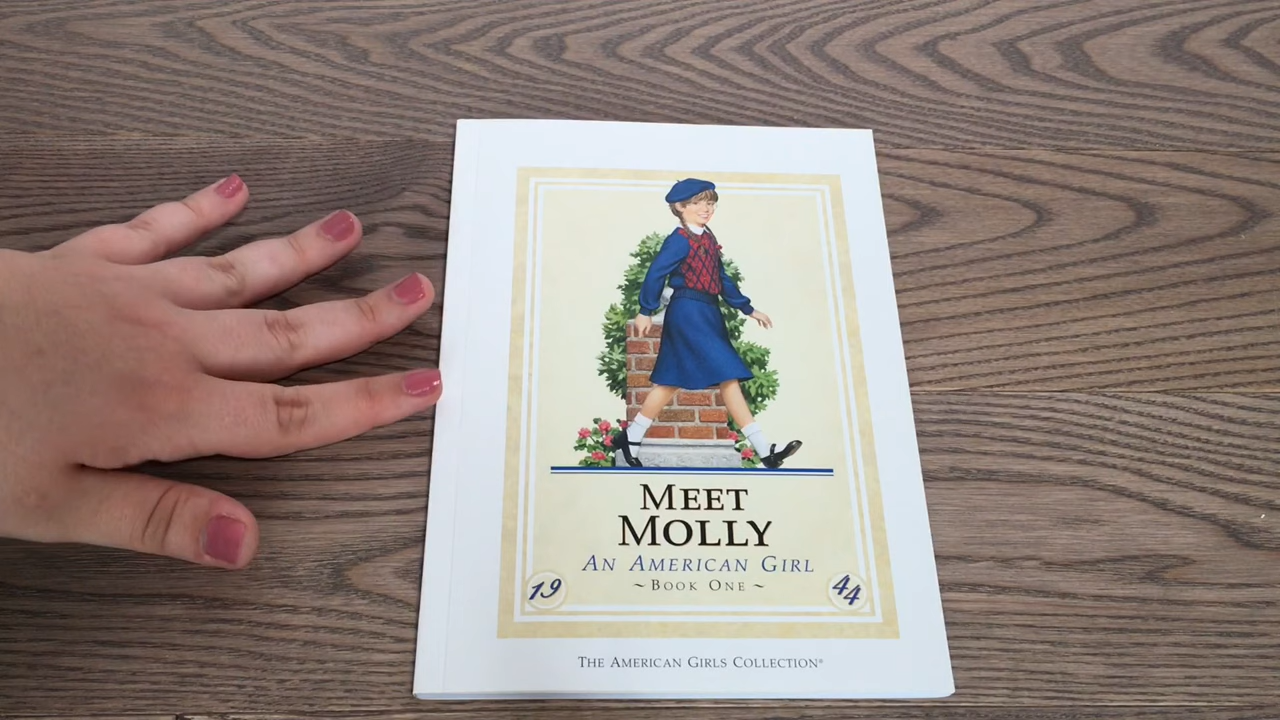 MEET
MOLLY
AN AMERICAN GIRL
~BOOK ONE~
19 44
THE AMERICAN GIRLS COLLECTION®